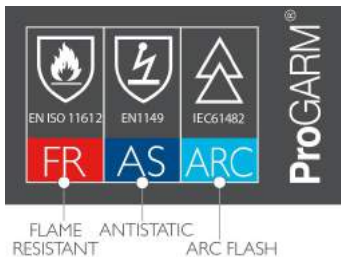 EN ISO 11612 EN1149 IEC61482
FR AS ARC
ProGARM®
FLAME RESISTANT
ANTISTATIC
ARC FLASH